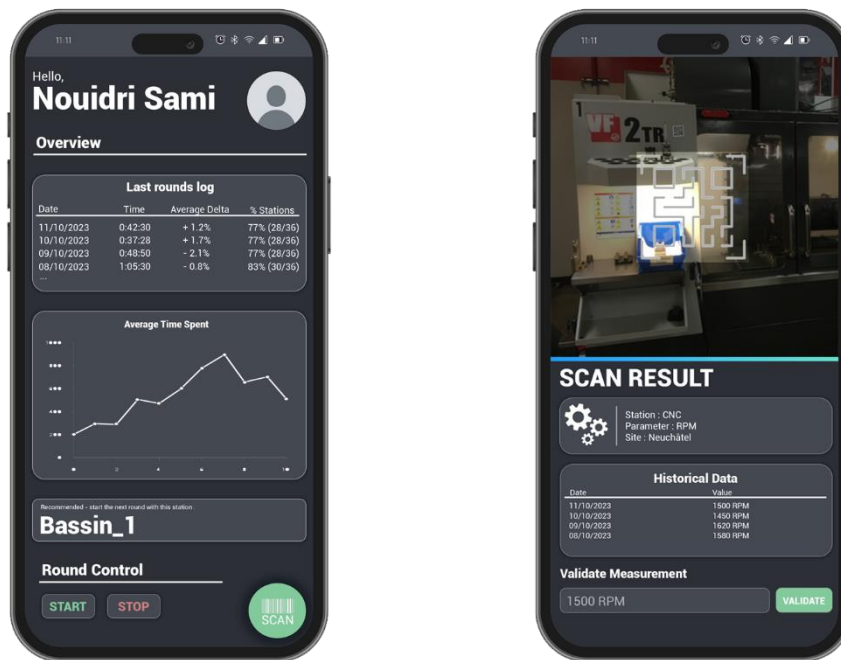 11:11
Hello,
Nouidri Sami
Overview
Last rounds log
Date Time Average Delta % Stations
11/10/2023 0:42:30 + 1.2% 77% (28/36)
10/10/2023 0:37:28 + 1.7% 77% (28/36)
09/10/2023 0:48:50 - 2.1% 77% (28/36)
08/10/2023 1:05:30 - 0.8% 83% (30/36)
...
Average Time Spent
2 4 6 8
Recommended - start the next round with this station
Bassin_1
Round Control
START STOP
SCAN
11:11
1
VF 2TR
SCAN RESULT
Station : CNC
Parameter : RPM
Site : Neuchâtel
Historical Data
Date Value
11/10/2023 1500 RPM
10/10/2023 1450 RPM
09/10/2023 1620 RPM
08/10/2023 1580 RPM
Validate Measurement
1500 RPM VALIDATE